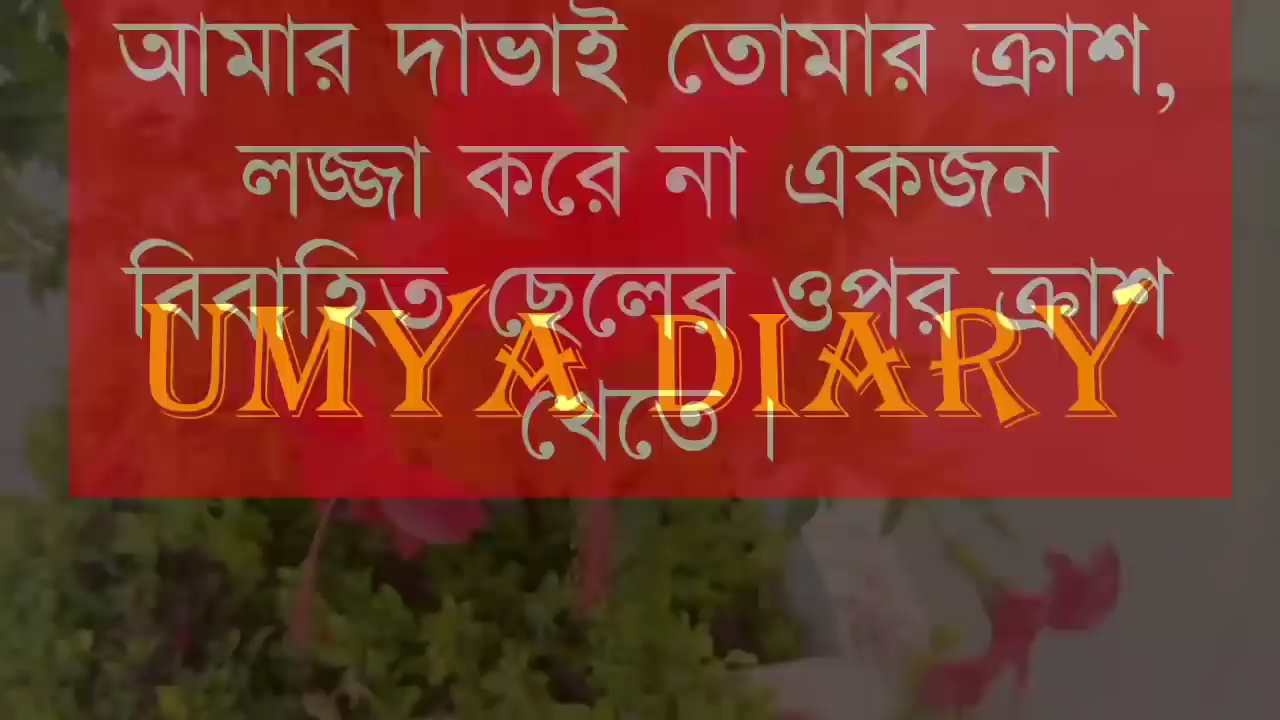 আমার দাভাই তোমার ক্রাশ,
লজ্জা করে না একজন
বিবাহিত ছেলের ওপর ক্রাশ
UMYA DIARY
খেতে।